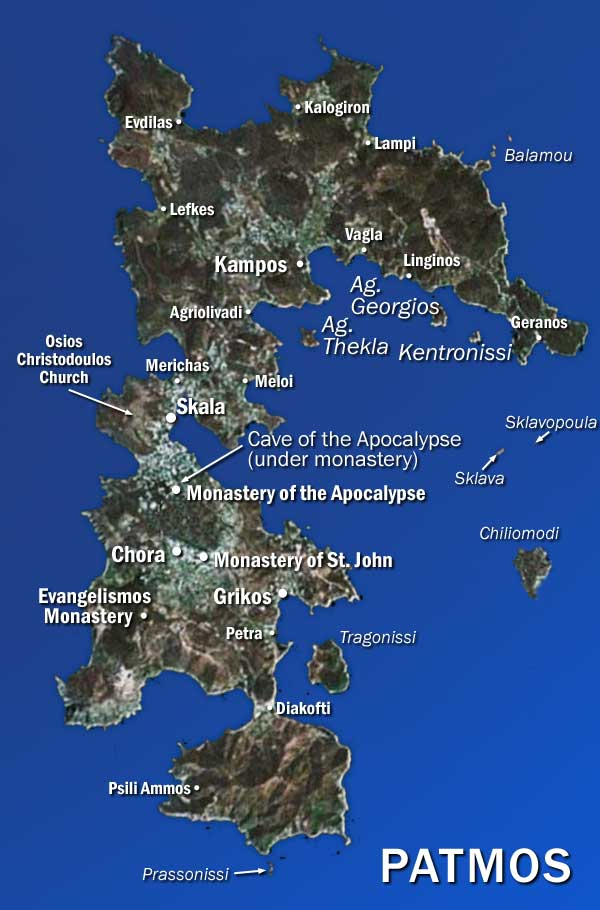 Kalogiron
Evdilas
Lampi
Balamou
Lefkes
Vagla
Kampos
Linginos
Ag.
Georgios
Agriolivadi
Geranos
Ag.
Thekla
Kentronissi
Osios
Christodoulos
Church
Merichas
Meloi
Skala
Sklavopoula
Cave of the Apocalypse
(under monastery)
Sklava
Monastery of the Apocalypse
Chiliomodi
Chora
Monastery of St. John
Evangelismos
Monastery
Grikos
Petra
Tragonissi
Diakofti
Psili Ammos
PATMOS
Prassonissi